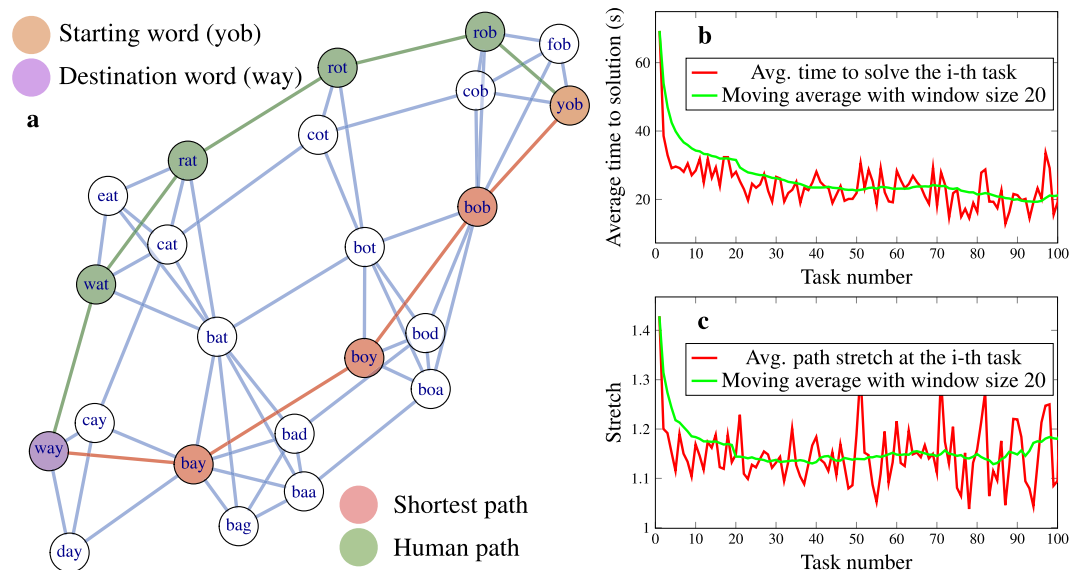 Starting word (yob)
Destination word (way)
a
rob
fob
rot
cob
yob
cot
rat
eat
bob
cat
bot
wat
bat
bod
boy
boa
cay
bad
way
bay
baa
bag
day
Shortest path
Human path
b
Avg. time to solve the i-th task
Moving average with window size 20
Average time to solution (s)
60
40
20
0
10
20
30
40
50
60
70
80
90
100
Task number
c
Avg. path stretch at the i-th task
Moving average with window size 20
Stretch
1.4
1.3
1.2
1.1
1
0
10
20
30
40
50
60
70
80
90
100
Task number